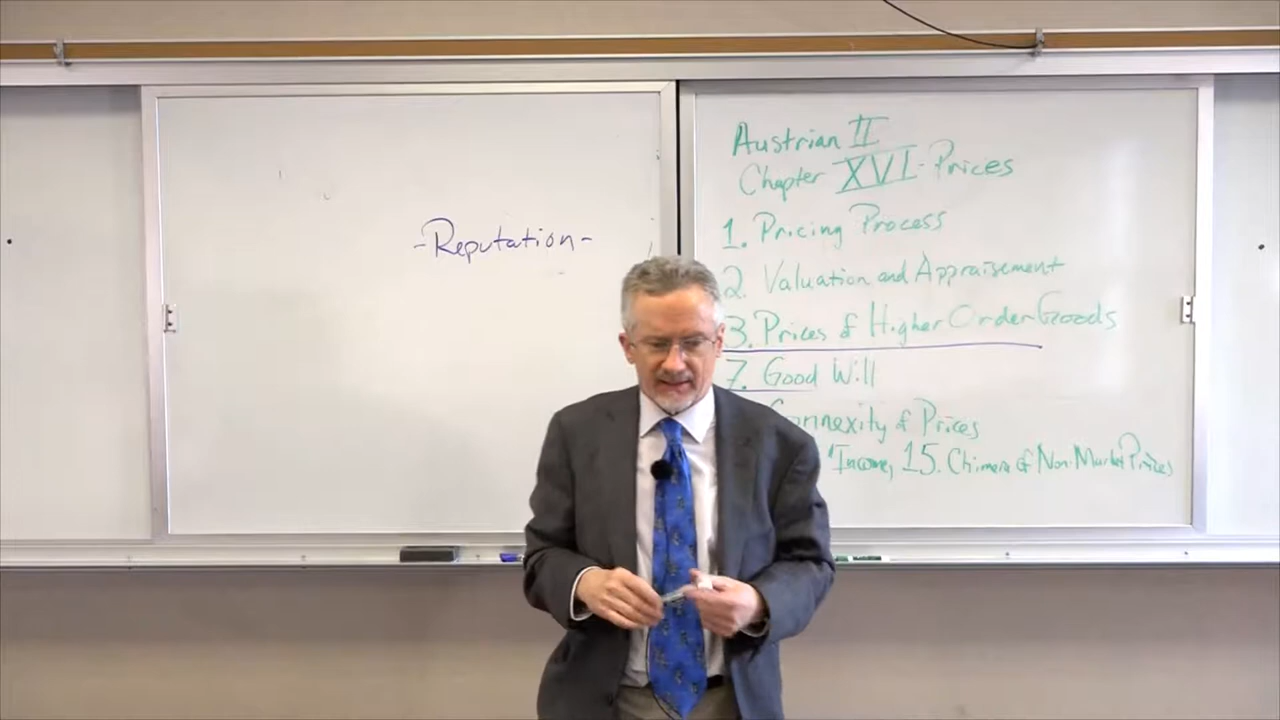 -Reputation-
Austrian II
Chapter XVI-Prices
1. Pricing Process
2. Valuation and Appraisement
3. Prices of Higher Order Goods
7. Good Will
of Prices
Income, 15. Chimera of Non-Market Prices